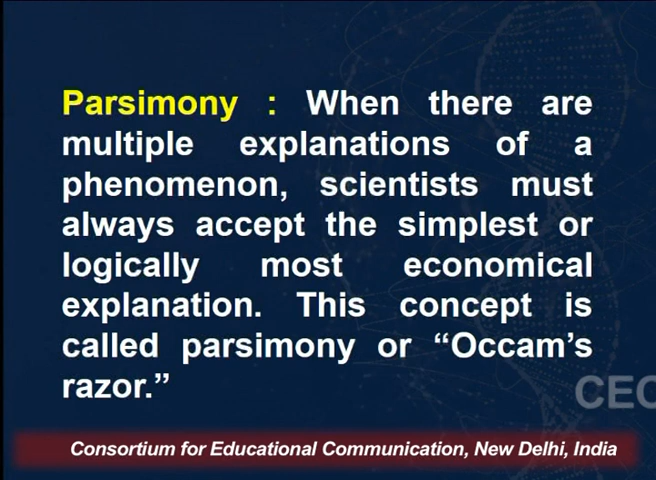 Parsimony : When there are
multiple explanations of a
phenomenon, scientists must
always accept the simplest or
logically most economical
explanation. This concept is
called parsimony or “Occam’s
razor.”
CEC
Consortium for Educational Communication, New Delhi, India